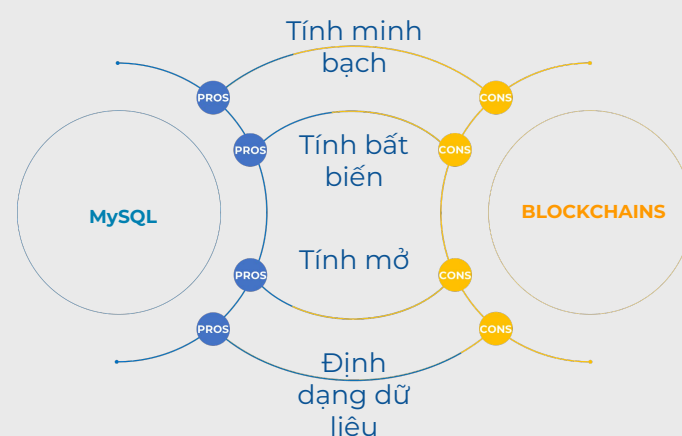 Tính minh
bạch
PROS
CONS
PROS
Tính bất
biến
CONS
MySQL
BLOCKCHAINS
PROS
Tính mở
CONS
PROS
CONS
Định
dạng dữ
liệu